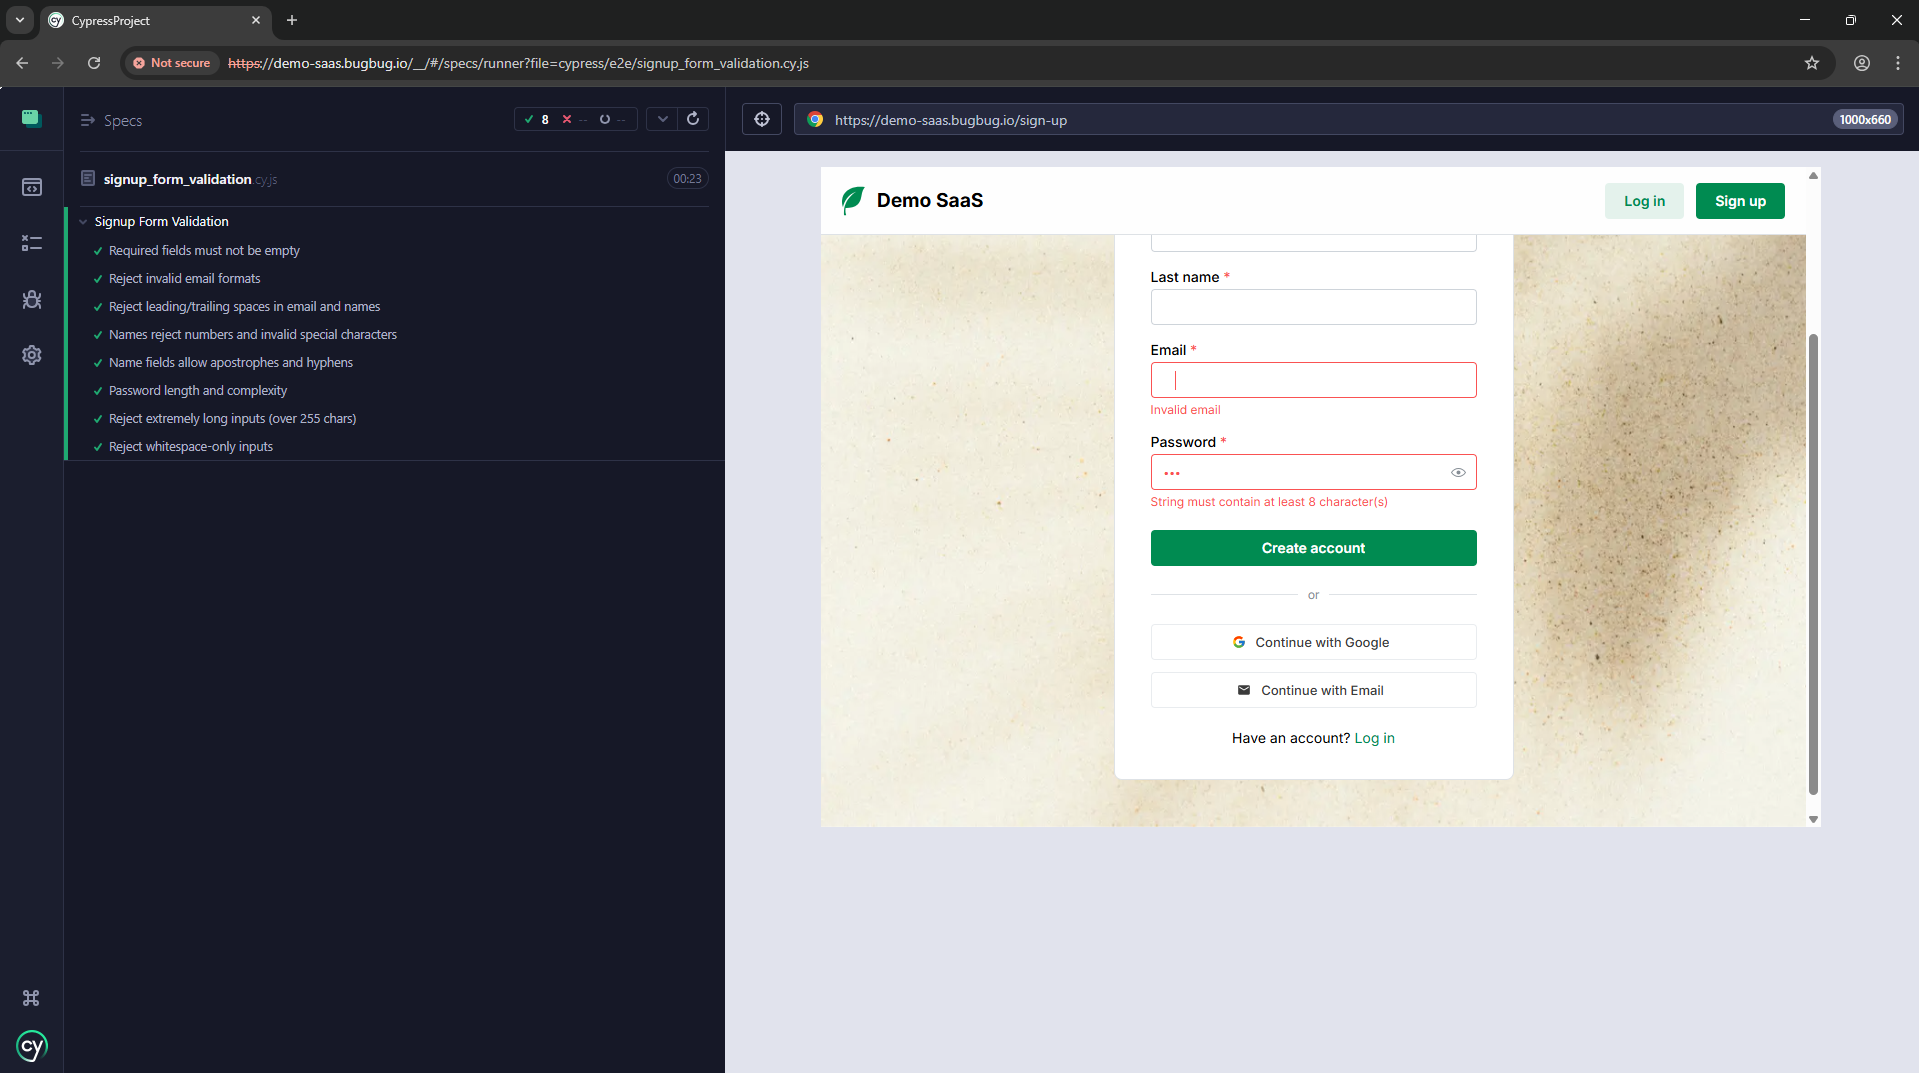 CypressProject
Not secure
https://demo-saas.bugbug.io/__/#/specs/runner?file=cypress/e2e/signup_form_validation.cy.js
Specs
8 -- --
https://demo-saas.bugbug.io/sign-up
1000x660
signup_form_validation.cy.js
00:23
Signup Form Validation
Required fields must not be empty
Reject invalid email formats
Reject leading/trailing spaces in email and names
Names reject numbers and invalid special characters
Name fields allow apostrophes and hyphens
Password length and complexity
Reject extremely long inputs (over 255 chars)
Reject whitespace-only inputs
cy
Demo SaaS
Log in
Sign up
Last name *
Email *
Invalid email
Password *
String must contain at least 8 character(s)
Create account
or
Continue with Google
Continue with Email
Have an account? Log in